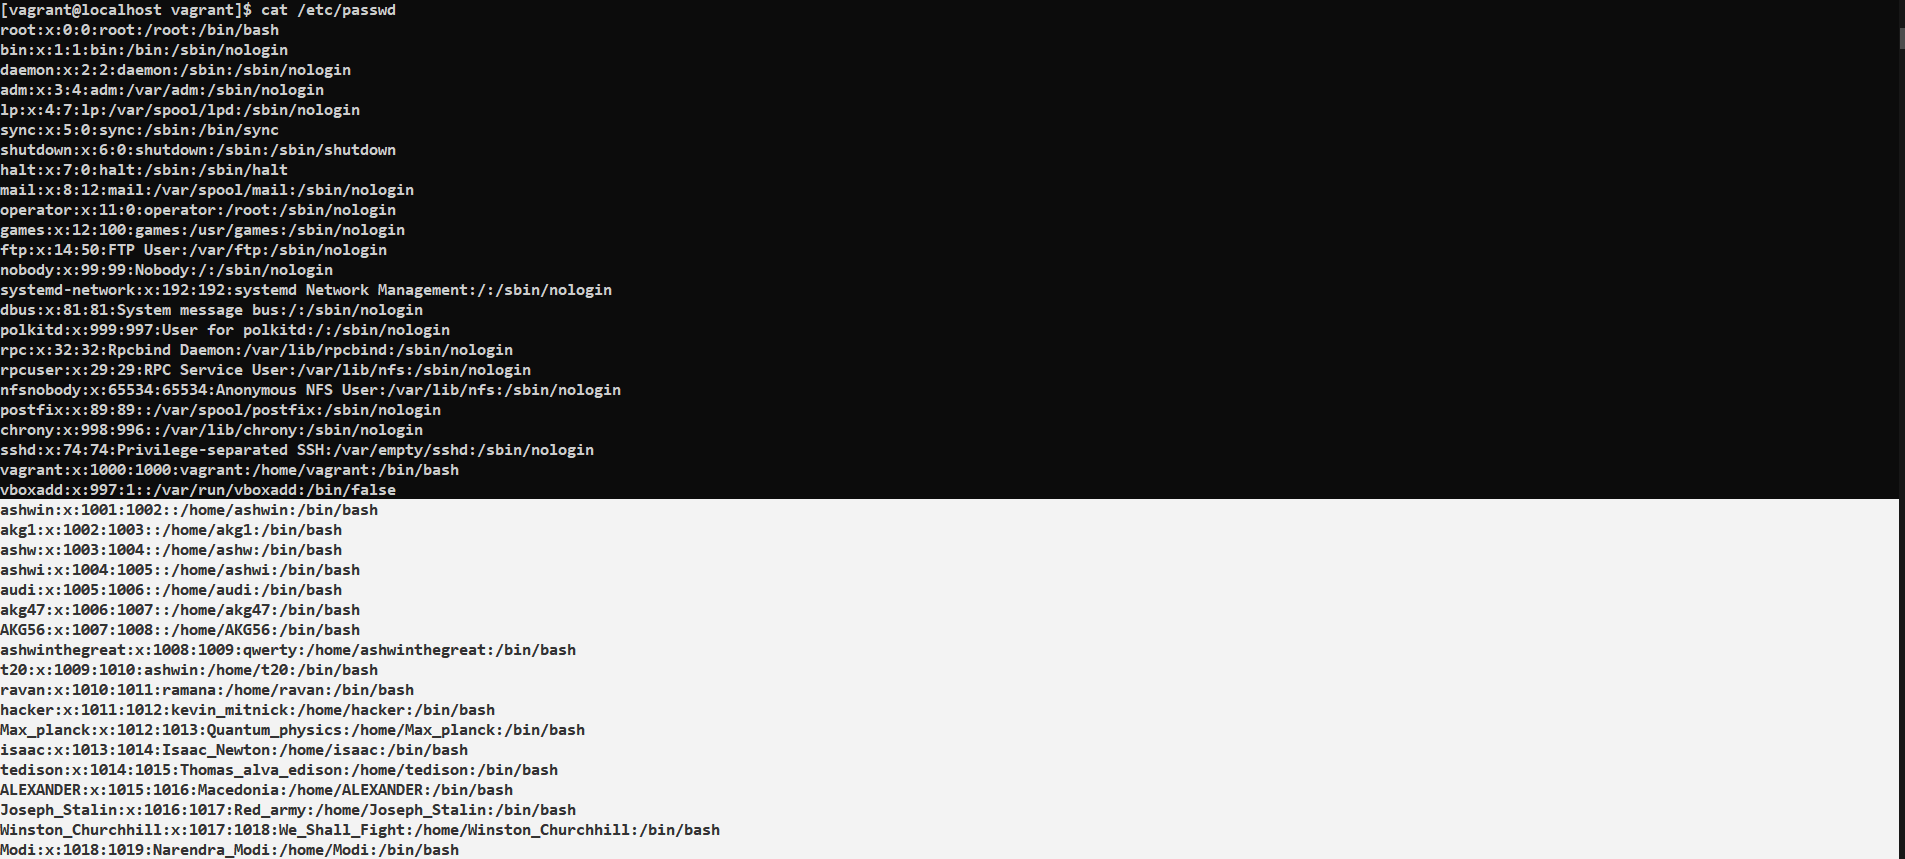 [vagrant@localhost vagrant]$ cat /etc/passwd
root:x:0:0:root:/root:/bin/bash
bin:x:1:1:bin:/bin:/sbin/nologin
daemon:x:2:2:daemon:/sbin:/sbin/nologin
adm:x:3:4:adm:/var/adm:/sbin/nologin
lp:x:4:7:lp:/var/spool/lpd:/sbin/nologin
sync:x:5:0:sync:/sbin:/bin/sync
shutdown:x:6:0:shutdown:/sbin:/sbin/shutdown
halt:x:7:0:halt:/sbin:/sbin/halt
mail:x:8:12:mail:/var/spool/mail:/sbin/nologin
operator:x:11:0:operator:/root:/sbin/nologin
games:x:12:100:games:/usr/games:/sbin/nologin
ftp:x:14:50:FTP User:/var/ftp:/sbin/nologin
nobody:x:99:99:Nobody:/:/sbin/nologin
systemd-network:x:192:192:systemd Network Management:/:/sbin/nologin
dbus:x:81:81:System message bus:/:/sbin/nologin
polkitd:x:999:997:User for polkitd:/:/sbin/nologin
rpc:x:32:32:Rpcbind Daemon:/var/lib/rpcbind:/sbin/nologin
rpcuser:x:29:29:RPC Service User:/var/lib/nfs:/sbin/nologin
nfsnobody:x:65534:65534:Anonymous NFS User:/var/lib/nfs:/sbin/nologin
postfix:x:89:89::/var/spool/postfix:/sbin/nologin
chrony:x:998:996::/var/lib/chrony:/sbin/nologin
sshd:x:74:74:Privilege-separated SSH:/var/empty/sshd:/sbin/nologin
vagrant:x:1000:1000:vagrant:/home/vagrant:/bin/bash
vboxadd:x:997:1::/var/run/vboxadd:/bin/false
ashwin:x:1001:1002::/home/ashwin:/bin/bash
akg1:x:1002:1003::/home/akg1:/bin/bash
ashw:x:1003:1004::/home/ashw:/bin/bash
ashwi:x:1004:1005::/home/ashwi:/bin/bash
audi:x:1005:1006::/home/audi:/bin/bash
akg47:x:1006:1007::/home/akg47:/bin/bash
AKG56:x:1007:1008::/home/AKG56:/bin/bash
ashwinthegreat:x:1008:1009:qwerty:/home/ashwinthegreat:/bin/bash
t20:x:1009:1010:ashwin:/home/t20:/bin/bash
ravan:x:1010:1011:ramana:/home/ravan:/bin/bash
hacker:x:1011:1012:kevin_mitnick:/home/hacker:/bin/bash
Max_planck:x:1012:1013:Quantum_physics:/home/Max_planck:/bin/bash
isaac:x:1013:1014:Isaac_Newton:/home/isaac:/bin/bash
tedison:x:1014:1015:Thomas_alva_edison:/home/tedison:/bin/bash
ALEXANDER:x:1015:1016:Macedonia:/home/ALEXANDER:/bin/bash
Joseph_Stalin:x:1016:1017:Red_army:/home/Joseph_Stalin:/bin/bash
Winston_Churchhill:x:1017:1018:We_Shall_Fight:/home/Winston_Churchhill:/bin/bash
Modi:x:1018:1019:Narendra_Modi:/home/Modi:/bin/bash